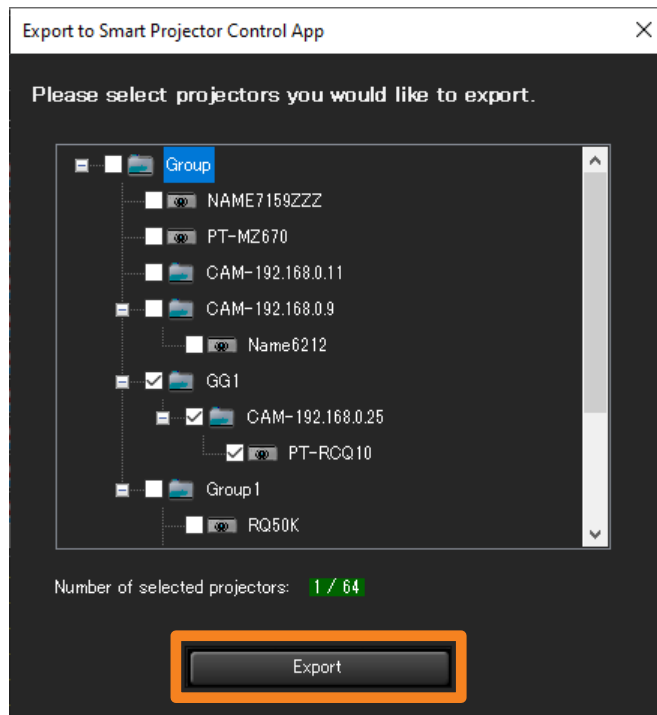 Export to Smart Projector Control App
Please select projectors you would like to export.
Group
NAME7159ZZZ
PT-MZ670
CAM-192.168.0.11
CAM-192.168.0.9
Name6212
GG1
CAM-192.168.0.25
PT-RCQ10
Group1
RQ50K
Number of selected projectors: 1 / 64
Export